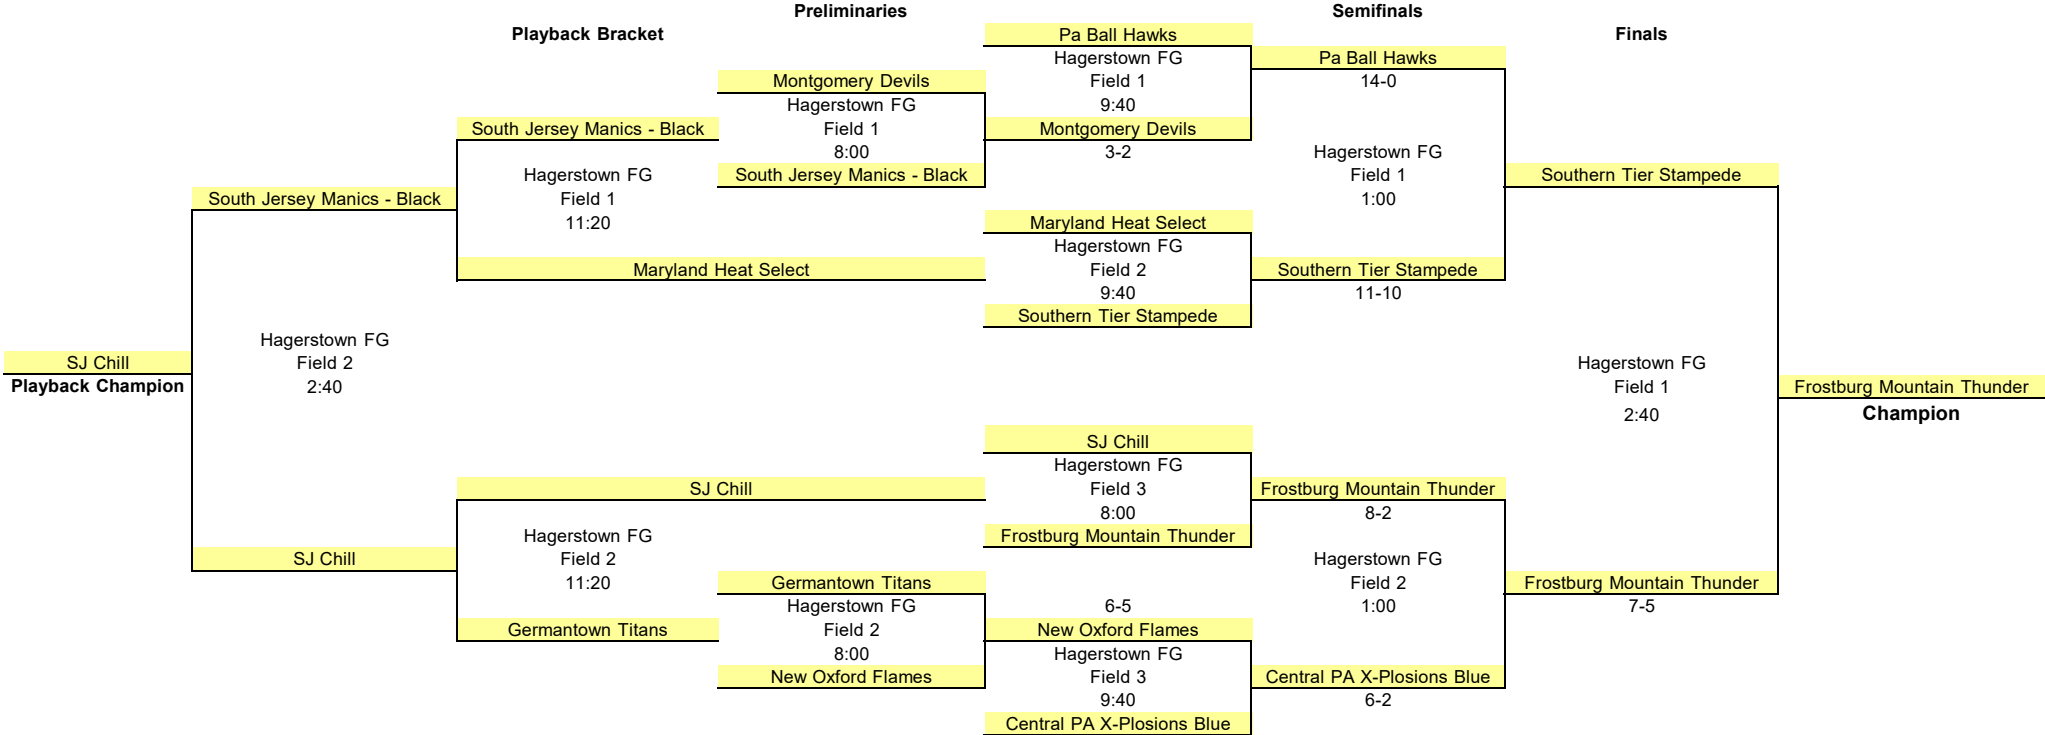 Preliminaries
Semifinals
Playback Bracket
Pa Ball Hawks
Finals
Hagerstown FG
Pa Ball Hawks
Montgomery Devils
Field 1
14-0
Hagerstown FG
9:40
South Jersey Manics - Black
Field 1
Montgomery Devils
8:00
3-2
Hagerstown FG
Hagerstown FG
South Jersey Manics - Black
Field 1
Southern Tier Stampede
South Jersey Manics - Black
Field 1
1:00
11:20
Maryland Heat Select
Hagerstown FG
Maryland Heat Select
Field 2
Southern Tier Stampede
9:40
11-10
Southern Tier Stampede
Hagerstown FG
SJ Chill
Field 2
Hagerstown FG
Playback Champion
2:40
Field 1
Frostburg Mountain Thunder
2:40
Champion
SJ Chill
Hagerstown FG
SJ Chill
Field 3
Frostburg Mountain Thunder
8:00
8-2
Hagerstown FG
Frostburg Mountain Thunder
SJ Chill
Field 2
Hagerstown FG
11:20
Germantown Titans
Field 2
Frostburg Mountain Thunder
Hagerstown FG
6-5
1:00
7-5
Germantown Titans
Field 2
New Oxford Flames
8:00
Hagerstown FG
New Oxford Flames
Field 3
Central PA X-Plosions Blue
9:40
6-2
Central PA X-Plosions Blue